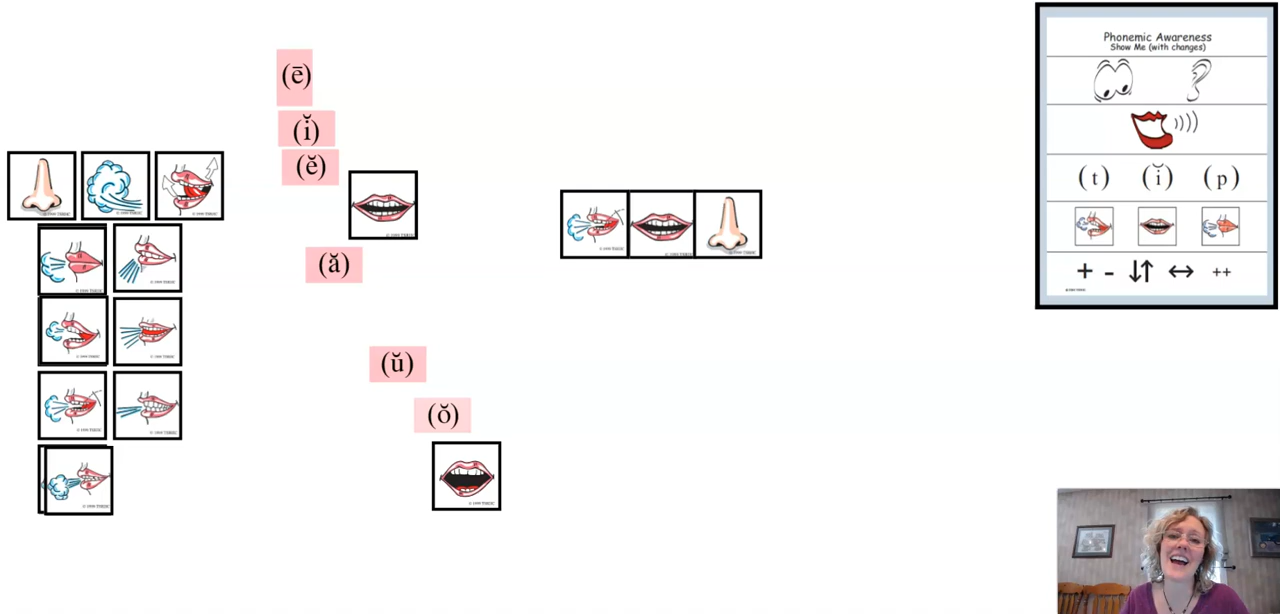 (ē)
(ĭ)
(ĕ)
(ă)
(ŭ)
(ŏ)
Phonemic Awareness
Show Me (with changes)
(t) (ĭ) (p)
+ - ↓↑ ↔ ++